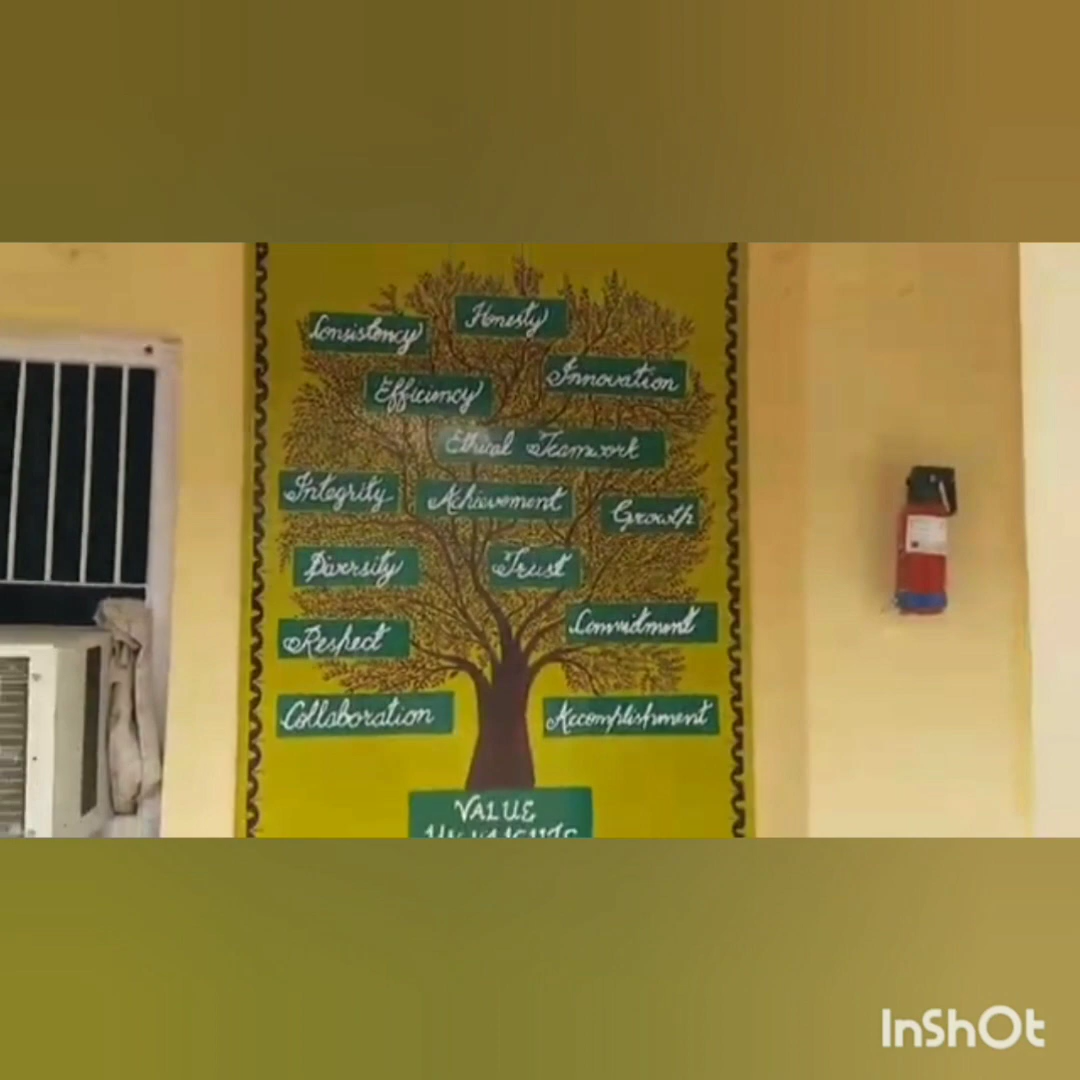 Honesty
Consistency
Innovation
Efficiency
Ethical Teamwork
Integrity
Achievement
Growth
Diversity
Trust
Commitment
Respect
Collaboration
Accomplishment
VALUE
InShOt